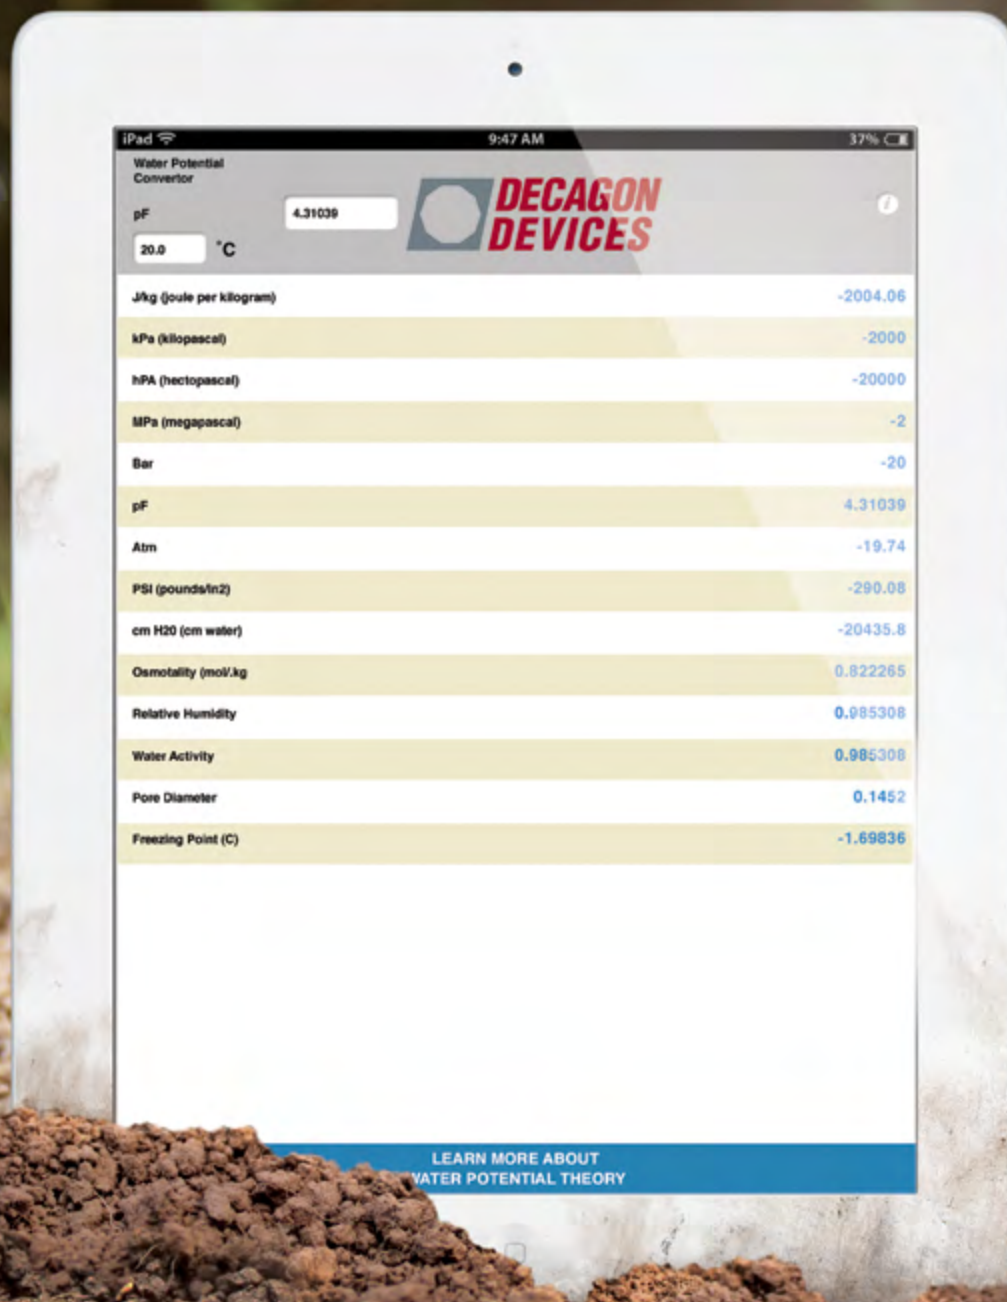 iPad
9:47 AM
37%
Water Potential
Convertor
pF
4.31039
20.0 °C
DECAGON
DEVICES
i
J/kg (joule per kilogram) -2004.06
kPa (kilopascal) -2000
hPA (hectopascal) -20000
MPa (megapascal) -2
Bar -20
pF 4.31039
Atm -19.74
PSI (pounds/in2) -290.08
cm H20 (cm water) -20435.8
Osmotality (mol/.kg 0.822265
Relative Humidity 0.985308
Water Activity 0.985308
Pore Diameter 0.1452
Freezing Point (C) -1.69836
LEARN MORE ABOUT
WATER POTENTIAL THEORY